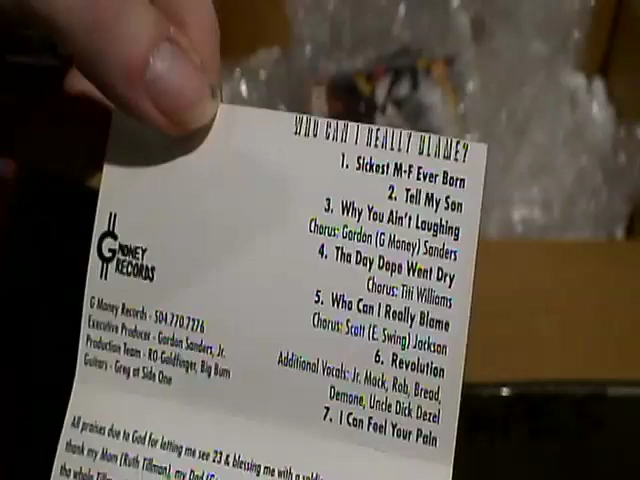 WHO CAN I REALLY BLAME?
1. Sickest M-F Ever Born
2. Tell My Son
3. Why You Ain't Laughing
Chorus: Gordon (G Money) Sanders
4. Tha Day Dope Went Dry
Chorus: Titi Williams
5. Who Can I Really Blame
Chorus: Scott (E. Swing) Jackson
6. Revolution
Additional Vocals: Jr. Mack, Rob, Bread,
Demone, Uncle Dick Dezel
7. I Can Feel Your Pain
G MONEY
RECORDS
G Money Records - 504.770.7276
Executive Producer - Gordon Sanders, Jr.
Production Team - RO Goldfinger, Big Burn
Guitars - Greg at Side One
All praises due to God for letting me see 23 & blessing me with a
thank my Mom (Ruth Tillman), my Dad